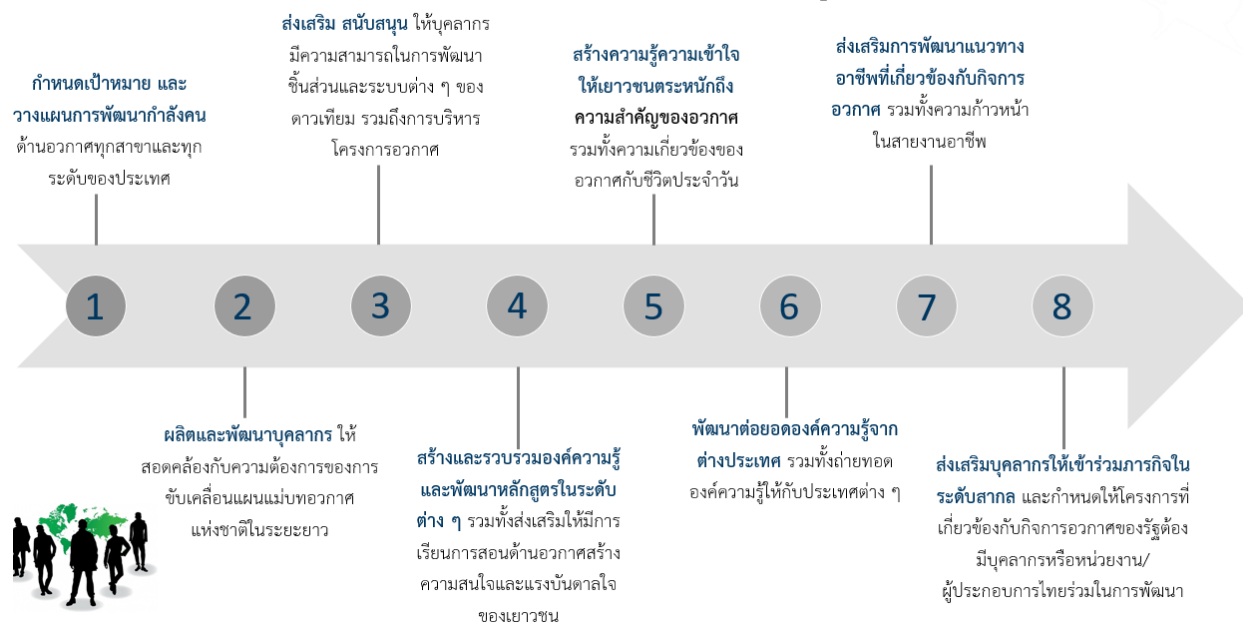 1
กำหนดเป้าหมาย และ
วางแผนการพัฒนากำลังคน
ด้านอวกาศทุกสาขาและทุก
ระดับของประเทศ
2
ผลิตและพัฒนาบุคลากร ให้
สอดคล้องกับความต้องการของการ
ขับเคลื่อนแผนแม่บทอวกาศ
แห่งชาติในระยะยาว
3
ส่งเสริม สนับสนุน ให้บุคลากร
มีความสามารถในการพัฒนา
ชิ้นส่วนและระบบต่าง ๆ ของ
ดาวเทียม รวมถึงการบริหาร
โครงการอวกาศ
4
สร้างและรวบรวมองค์ความรู้
และพัฒนาหลักสูตรในระดับ
ต่าง ๆ รวมทั้งส่งเสริมให้มีการ
เรียนการสอนด้านอวกาศสร้าง
ความสนใจและแรงบันดาลใจ
ของเยาวชน
5
สร้างความรู้ความเข้าใจ
ให้เยาวชนตระหนักถึง
ความสำคัญของอวกาศ
รวมทั้งความเกี่ยวข้องของ
อวกาศกับชีวิตประจำวัน
6
พัฒนาต่อยอดองค์ความรู้จาก
ต่างประเทศ รวมทั้งถ่ายทอด
องค์ความรู้ให้กับประเทศต่าง ๆ
7
ส่งเสริมการพัฒนาแนวทาง
อาชีพที่เกี่ยวข้องกับกิจการ
อวกาศ รวมทั้งความก้าวหน้า
ในสายงานอาชีพ
8
ส่งเสริมบุคลากรให้เข้าร่วมภารกิจใน
ระดับสากล และกำหนดให้โครงการที่
เกี่ยวข้องกับกิจการอวกาศของรัฐต้อง
มีบุคลากรหรือหน่วยงาน/
ผู้ประกอบการไทยร่วมในการพัฒนา